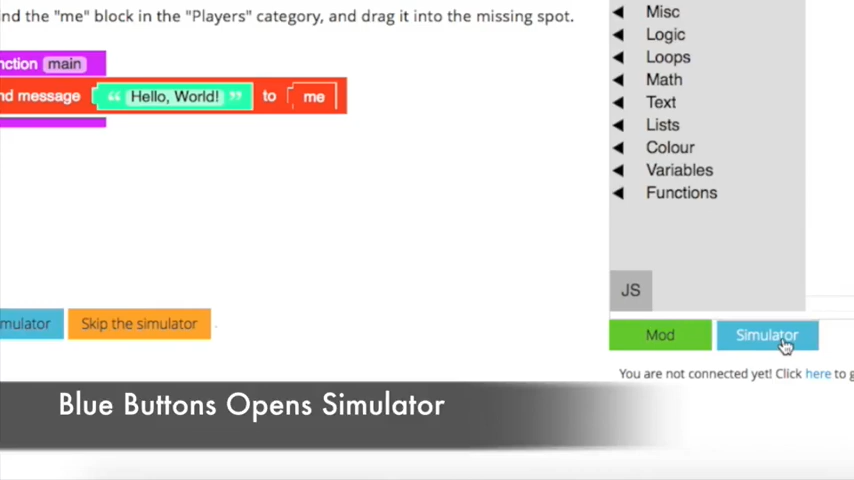 nd the "me" block in the "Players" category, and drag it into the missing spot.
nction main
nd message “ Hello, World! ” to me
Misc
Logic
Loops
Math
Text
Lists
Colour
Variables
Functions
JS
mulator Skip the simulator
Mod Simulator
You are not connected yet! Click here to g
Blue Buttons Opens Simulator